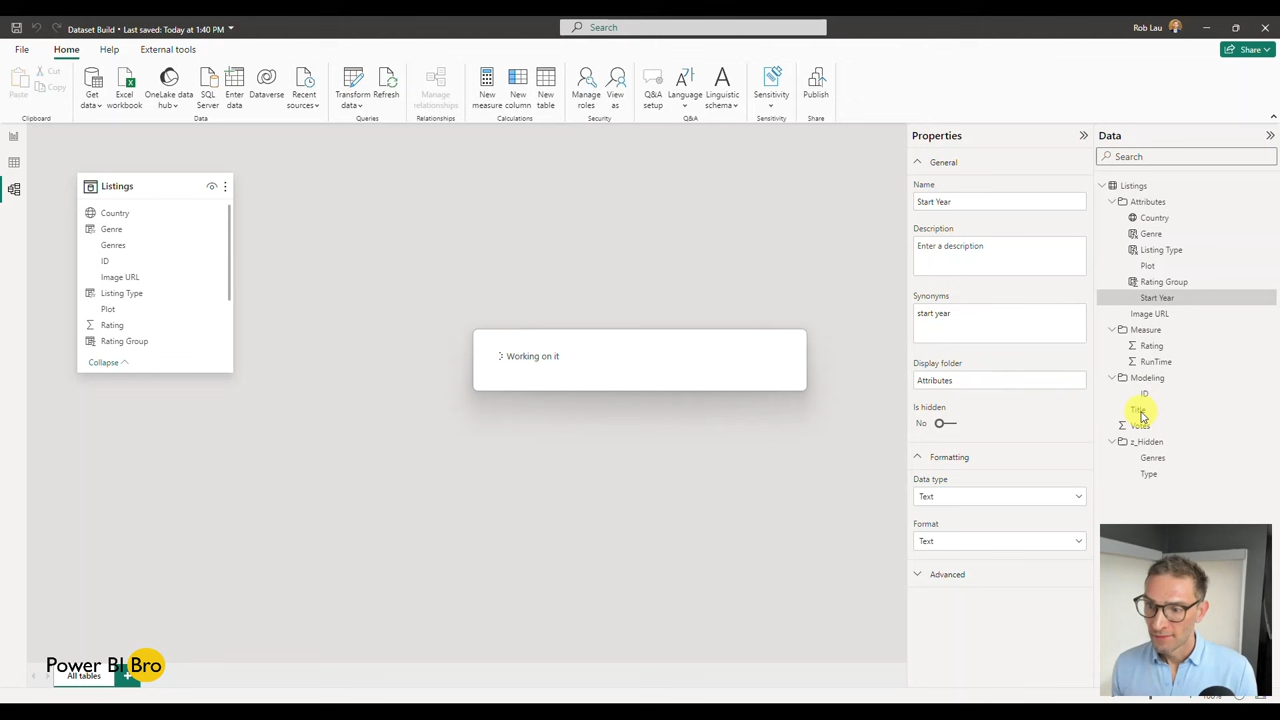 Dataset Build • Last saved: Today at 1:40 PM
Search
Rob Lau
File
Home
Help
External tools
Share
Paste
Cut
Copy
Get data
Excel workbook
OneLake data hub
SQL Server
Enter data
Dataverse
Recent sources
Transform data
Refresh
Manage relationships
New measure
New column
New table
Manage roles
View as
Q&A setup
Language
Linguistic schema
Sensitivity
Publish
Clipboard
Data
Queries
Relationships
Calculations
Security
Q&A
Sensitivity
Share
Listings
Country
Genre
Genres
ID
Image URL
Listing Type
Plot
Rating
Rating Group
Collapse
Working on it
Properties
General
Name
Start Year
Description
Enter a description
Synonyms
start year
Display folder
Attributes
Is hidden
No
Formatting
Data type
Text
Format
Text
Advanced
Data
Search
Listings
Attributes
Country
Genre
Listing Type
Plot
Rating Group
Start Year
Image URL
Measure
Rating
RunTime
Modeling
ID
Title
Votes
z_Hidden
Genres
Type
Power BI Bro
All tables
100%